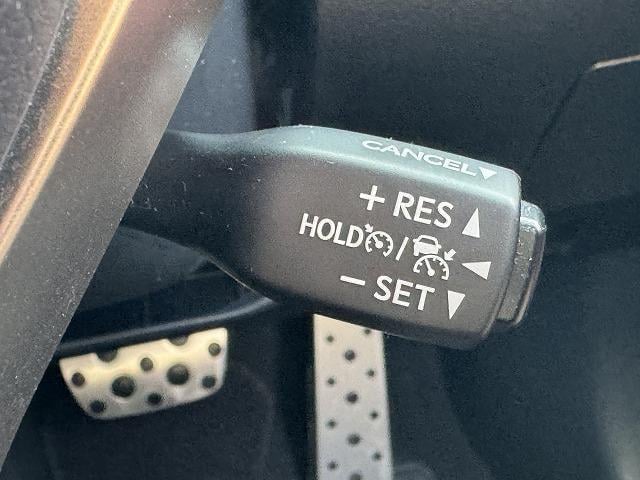 CANCEL▼
+ RES ▲
HOLD / ◀
− SET ▼